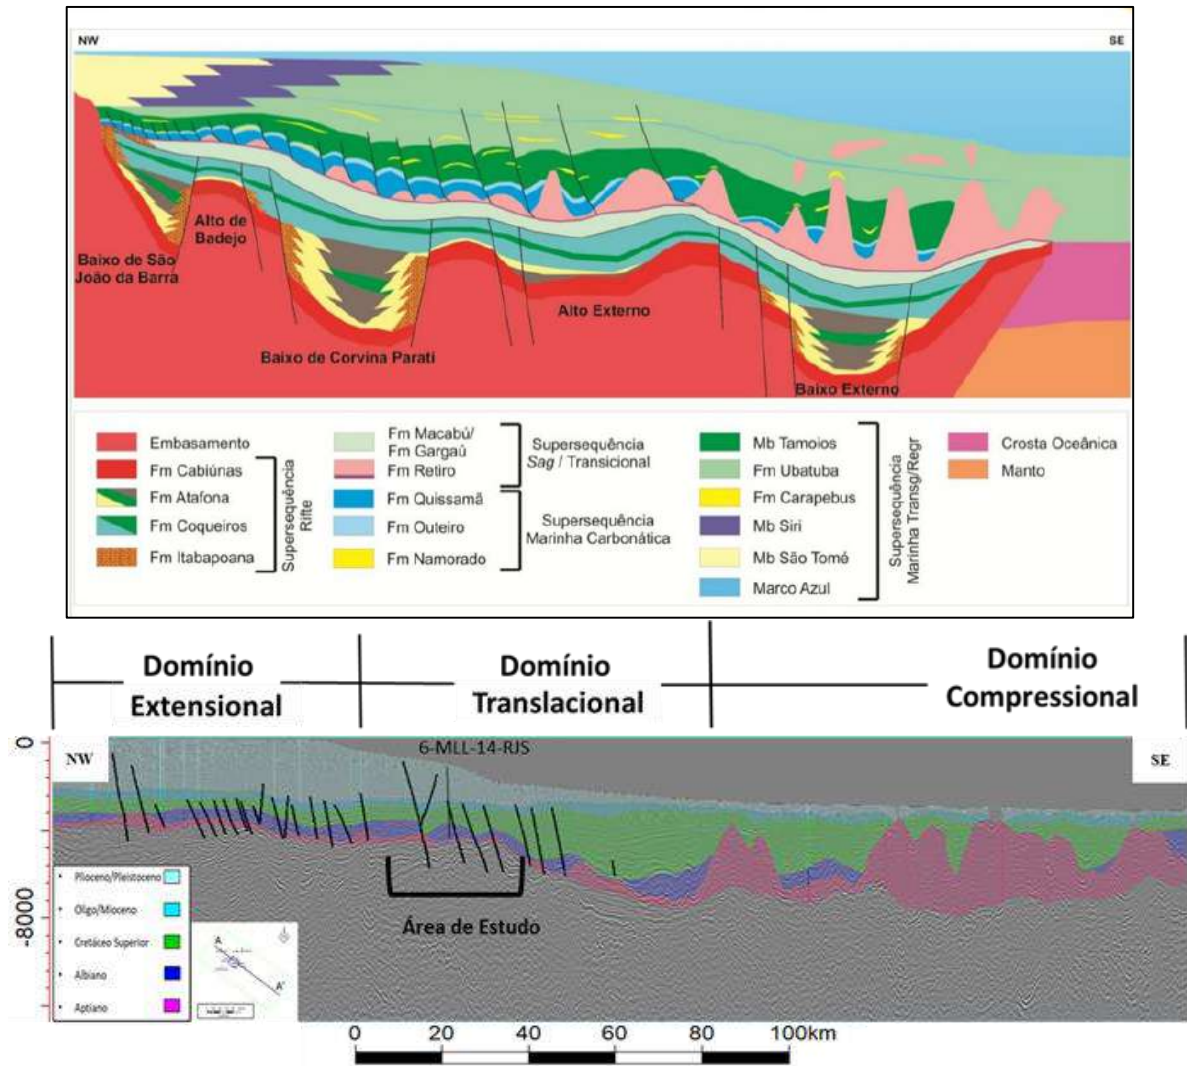 NW
SE
Alto de
Badejo
Baixo de São
João da Barra
Baixo de Corvina Parati
Alto Externo
Baixo Externo
Embasamento
Fm Cabiúnas
Fm Atafona
Fm Coqueiros
Fm Itabapoana
Supersequência
Rifte
Fm Macabú/
Fm Gargaú
Fm Retiro
Fm Quissamã
Fm Outeiro
Fm Namorado
Supersequência
Sag / Transicional
Supersequência
Marinha Carbonática
Mb Tamoios
Fm Ubatuba
Fm Carapebus
Mb Siri
Mb São Tomé
Marco Azul
Supersequência
Marinha Transg/Regr
Crosta Oceânica
Manto
Domínio
Extensional
Domínio
Translacional
Domínio
Compressional
0
NW
6-MLL-14-RJS
SE
-8000
Plioceno/Pleistoceno
Oligo/Mioceno
Cretáceo Superior
Albiano
Aptiano
A
A'
Área de Estudo
0 20 40 60 80 100km